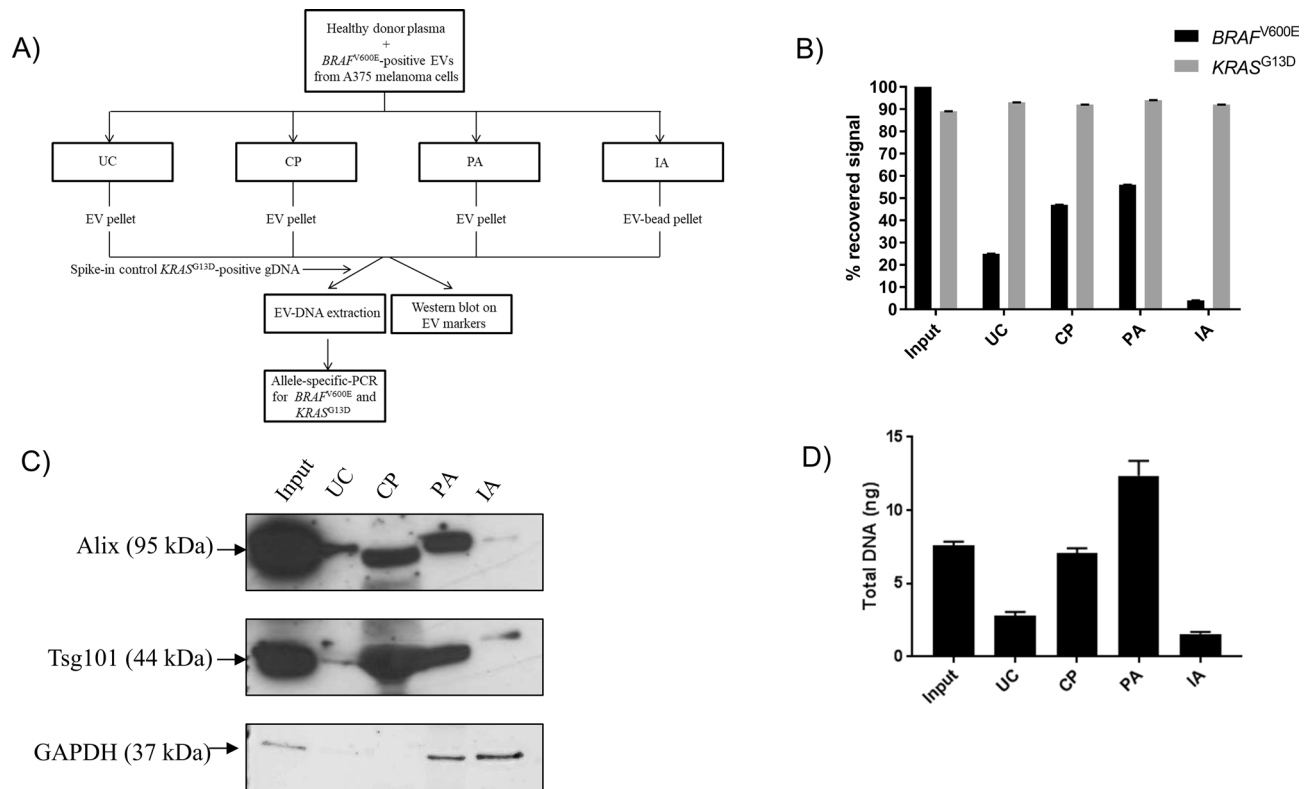 A)
Healthy donor plasma
+
BRAFV600E-positive EVs
from A375 melanoma cells
UC
CP
PA
IA
EV pellet
EV pellet
EV pellet
EV-bead pellet
Spike-in control KRASG13D-positive gDNA
EV-DNA extraction
Western blot on
EV markers
Allele-specific-PCR
for BRAFV600E and
KRASG13D
B)
BRAFV600E
KRASG13D
% recovered signal
100
90
80
70
60
50
40
30
20
10
0
Input
UC
CP
PA
IA
C)
Input
UC
CP
PA
IA
Alix (95 kDa)
Tsg101 (44 kDa)
GAPDH (37 kDa)
D)
Total DNA (ng)
15
10
5
0
Input
UC
CP
PA
IA